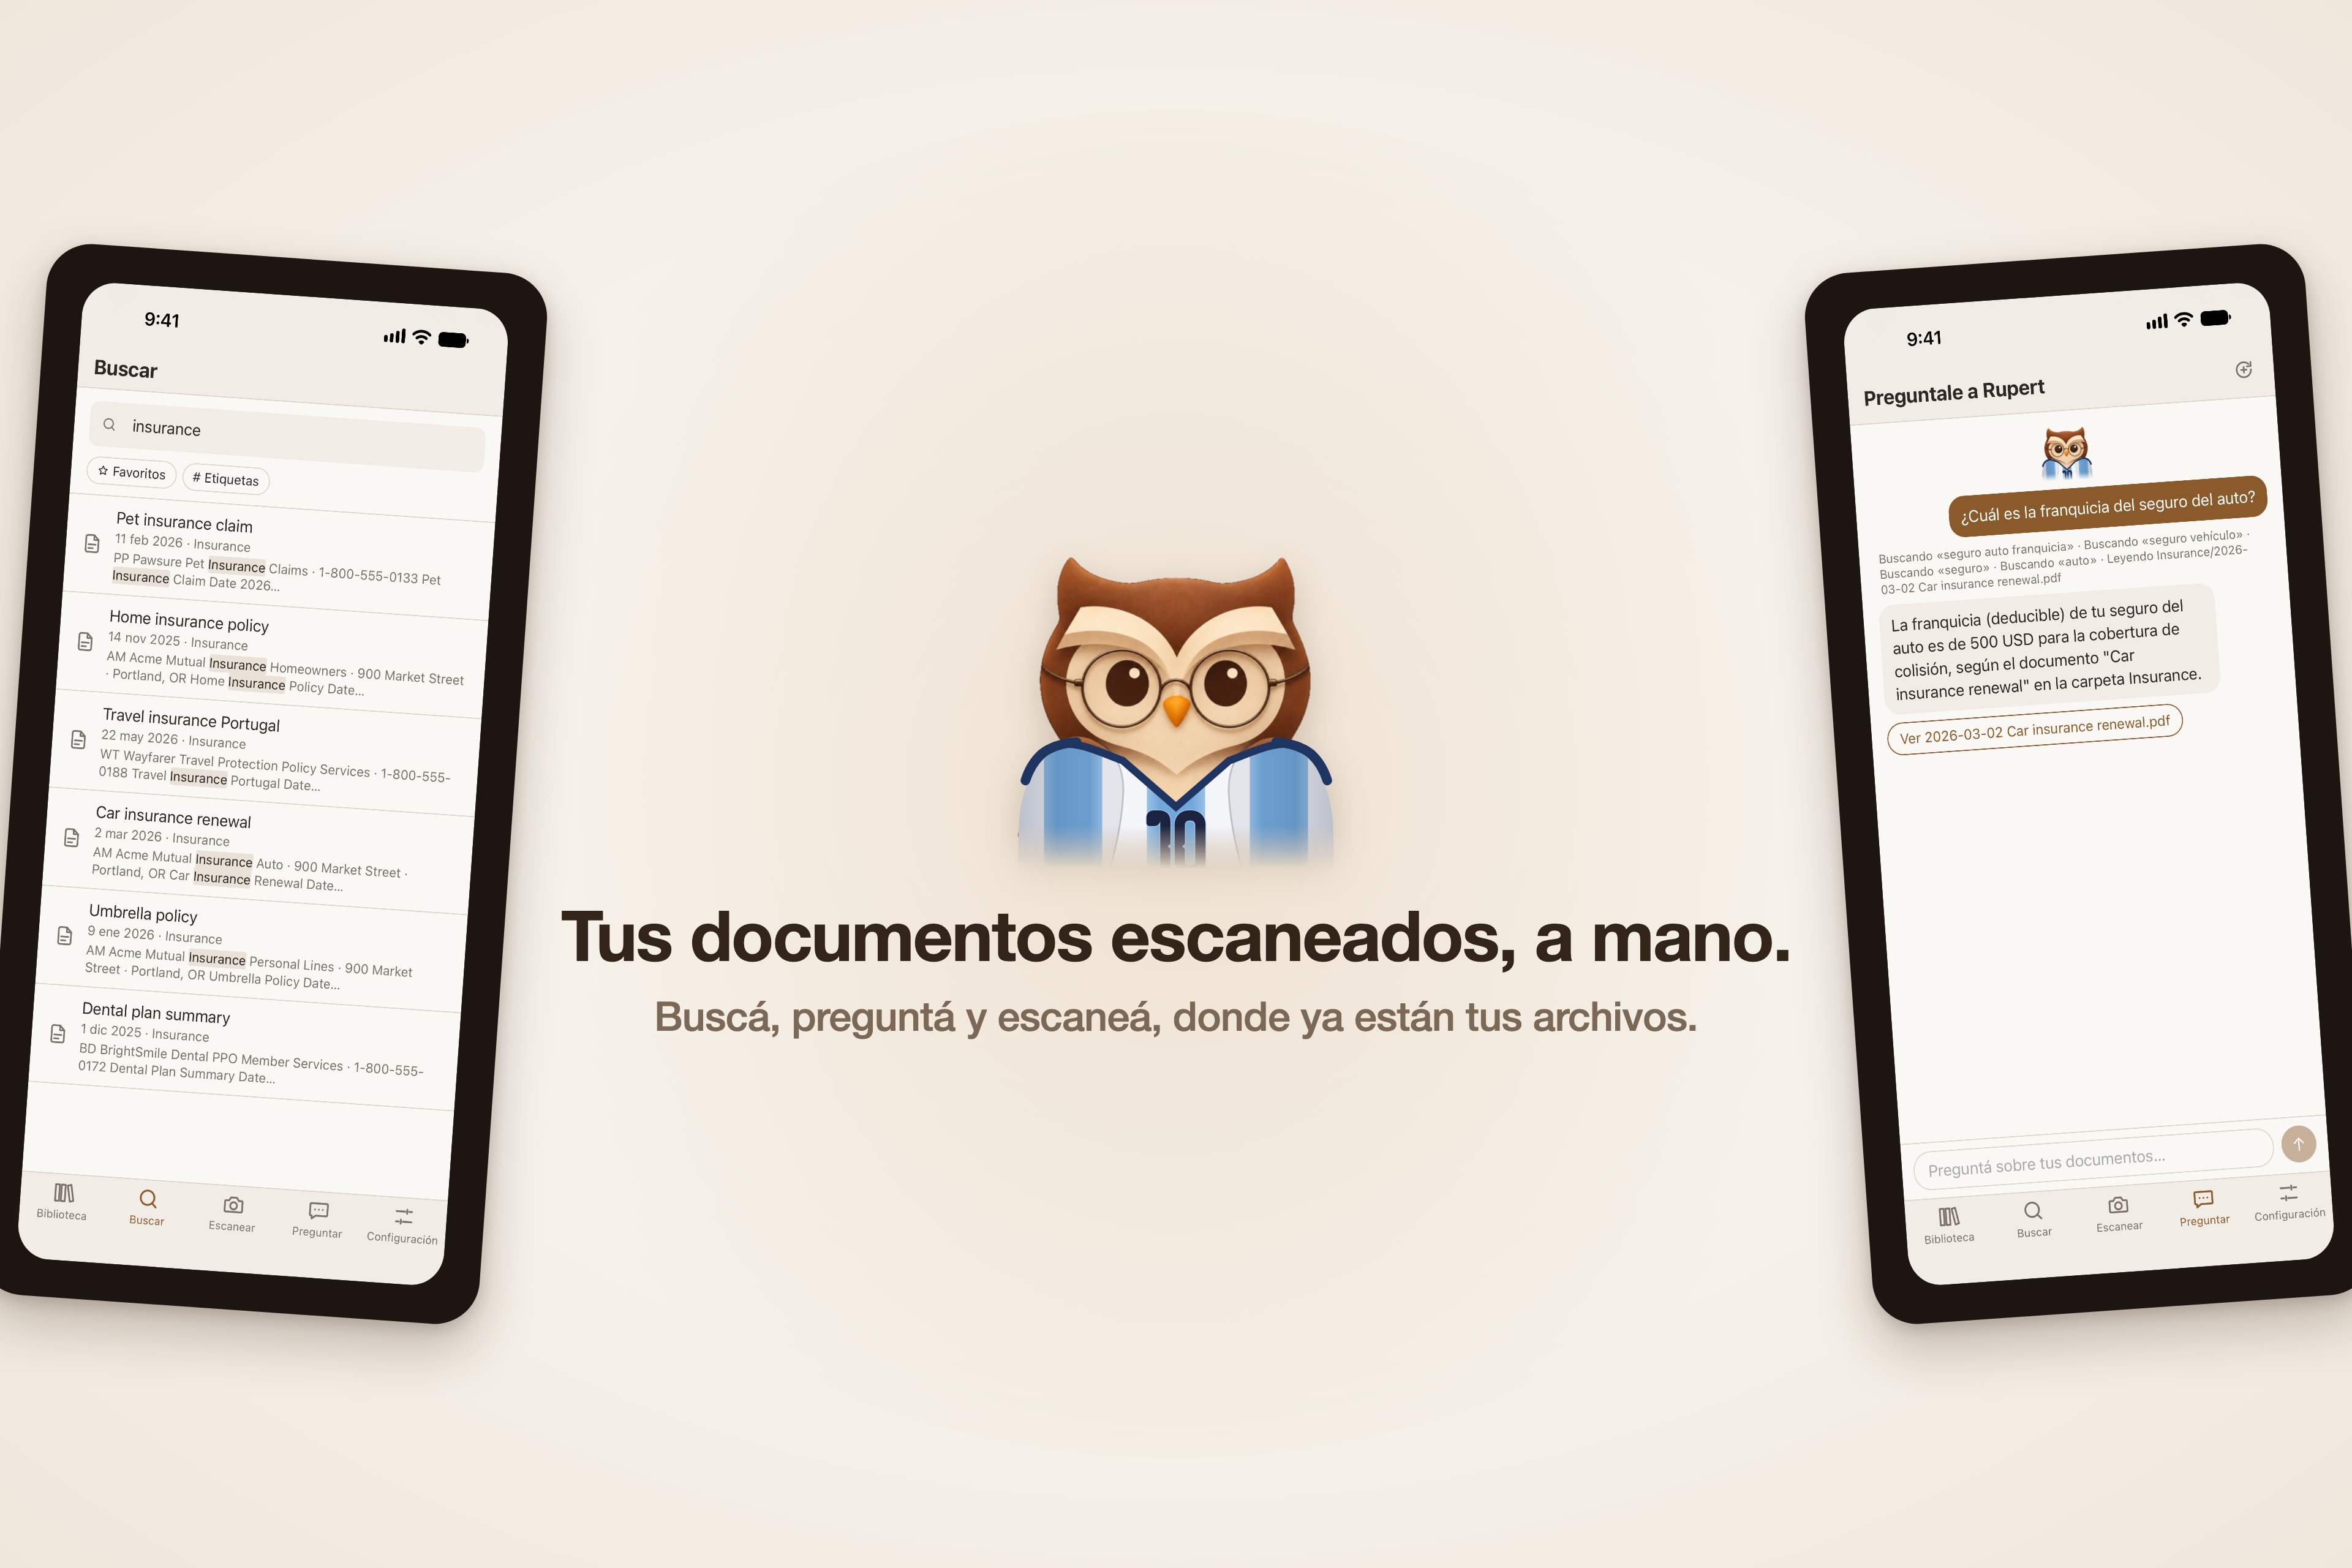 9:41
Buscar
insurance
Favoritos
# Etiquetas
Pet insurance claim
11 feb 2026 · Insurance
PP Pawsure Pet Insurance Claims · 1-800-555-0133 Pet
Insurance Claim Date 2026...
Home insurance policy
14 nov 2025 · Insurance
AM Acme Mutual Insurance Homeowners · 900 Market Street
· Portland, OR Home Insurance Policy Date...
Travel insurance Portugal
22 may 2026 · Insurance
WT Wayfarer Travel Protection Policy Services · 1-800-555-
0188 Travel Insurance Portugal Date...
Car insurance renewal
2 mar 2026 · Insurance
AM Acme Mutual Insurance Auto · 900 Market Street ·
Portland, OR Car Insurance Renewal Date...
Umbrella policy
9 ene 2026 · Insurance
AM Acme Mutual Insurance Personal Lines · 900 Market
Street · Portland, OR Umbrella Policy Date...
Dental plan summary
1 dic 2025 · Insurance
BD BrightSmile Dental PPO Member Services · 1-800-555-
0172 Dental Plan Summary Date...
Biblioteca
Buscar
Escanear
Preguntar
Configuración
10
Tus documentos escaneados, a mano.
Buscá, preguntá y escaneá, donde ya están tus archivos.
9:41
Preguntale a Rupert
10
¿Cuál es la franquicia del seguro del auto?
Buscando «seguro auto franquicia» · Buscando «seguro vehículo» ·
Buscando «seguro» · Buscando «auto» · Leyendo Insurance/2026-
03-02 Car insurance renewal.pdf
La franquicia (deducible) de tu seguro del
auto es de 500 USD para la cobertura de
colisión, según el documento "Car
insurance renewal" en la carpeta Insurance.
Ver 2026-03-02 Car insurance renewal.pdf
Preguntá sobre tus documentos...
Biblioteca
Buscar
Escanear
Preguntar
Configuración